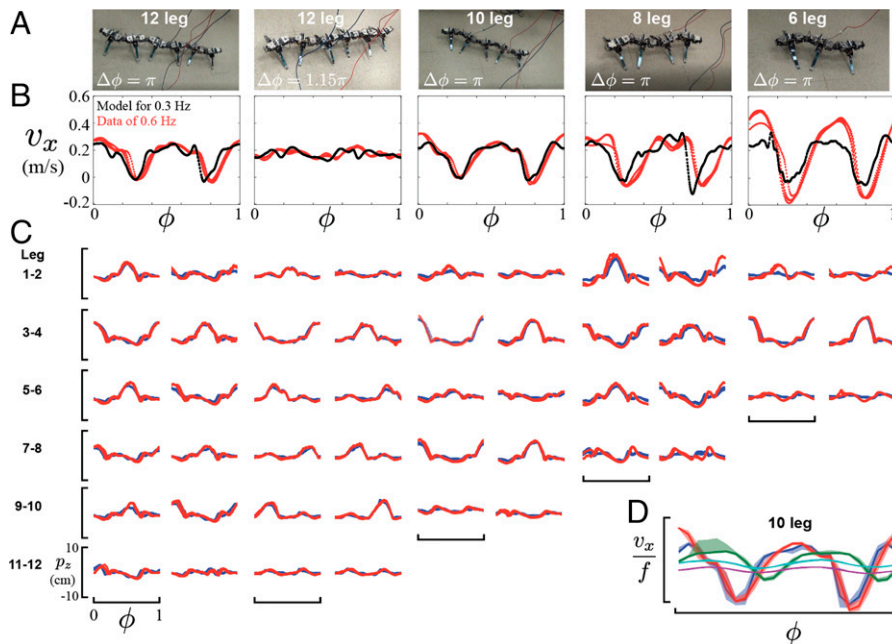 A
12 leg
12 leg
10 leg
8 leg
6 leg
Δϕ = π
Δϕ = 1.15π
Δϕ = π
Δϕ = π
Δϕ = π
B
0.6
0.4
v_x
0.2
(m/s)
0
-0.2
Model for 0.3 Hz
Data of 0.6 Hz
0 ϕ 1
0 ϕ 1
0 ϕ 1
0 ϕ 1
0 ϕ 1
C
Leg
1-2
3-4
5-6
7-8
9-10
11-12
10
p_z
(cm)
-10
0 ϕ 1
D
10 leg
v_x
f
ϕ